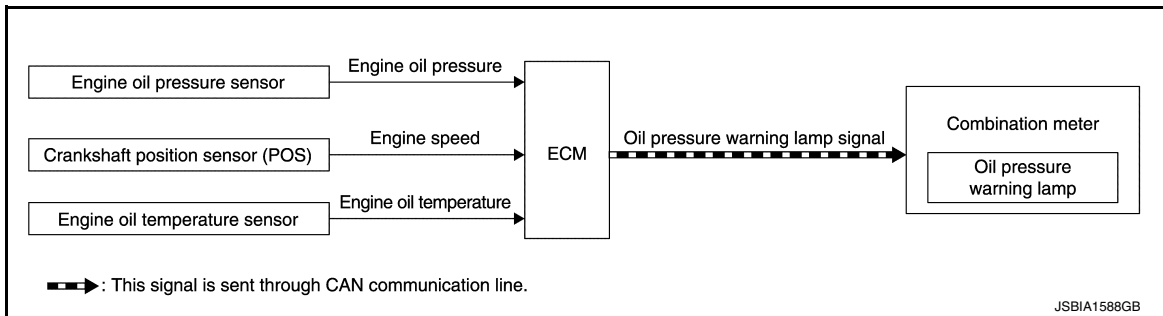 Engine oil pressure sensor
Engine oil pressure
Crankshaft position sensor (POS)
Engine speed
Engine oil temperature sensor
Engine oil temperature
ECM
Oil pressure warning lamp signal
Combination meter
Oil pressure
warning lamp
: This signal is sent through CAN communication line.
JSBIA1588GB